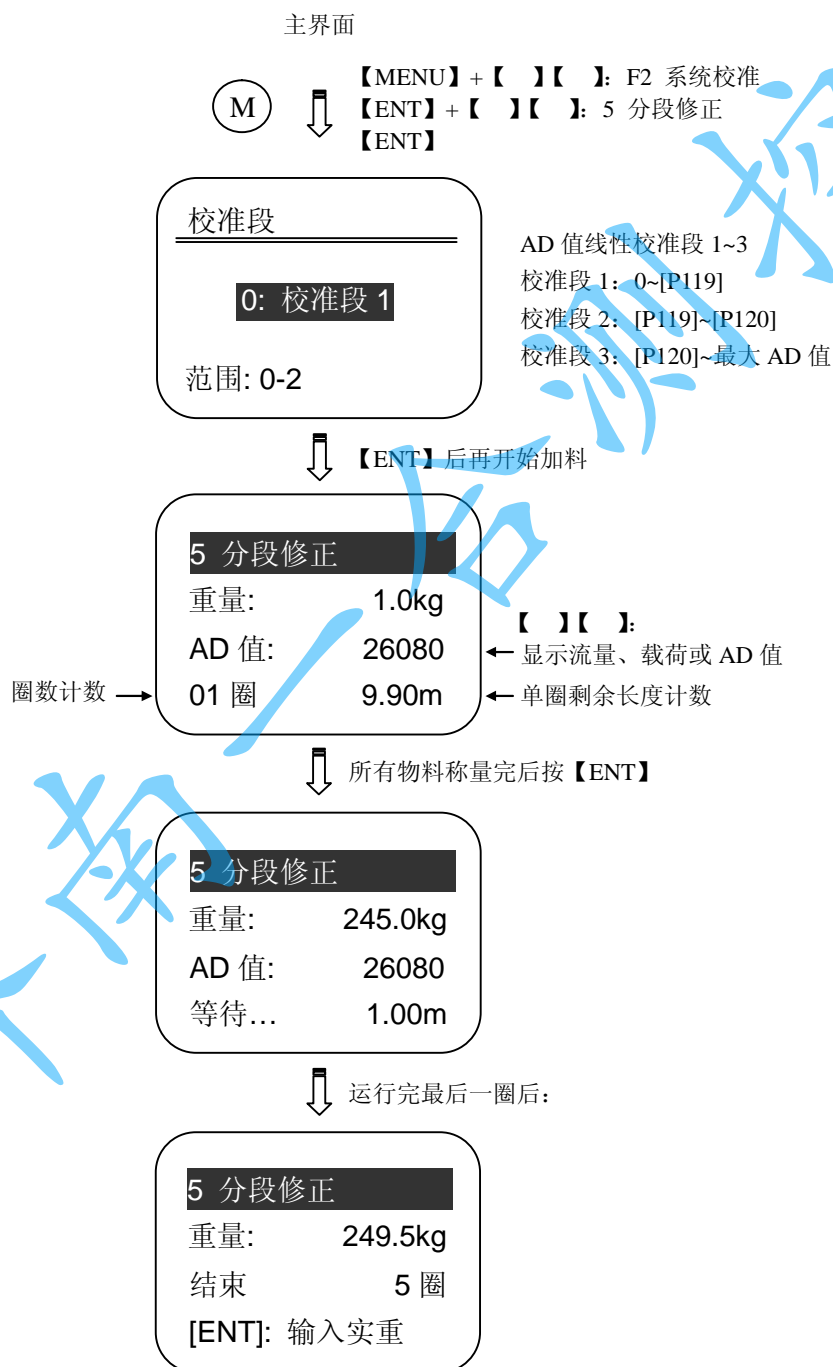 主界面
【MENU】+【 】【 】：F2 系统校准
M
【ENT】+【 】【 】：5 分段修正
【ENT】
校准段
AD 值线性校准段 1~3
校准段 1：0~[P119]
0: 校准段 1
校准段 2：[P119]~[P120]
校准段 3：[P120]~最大 AD 值
范围: 0-2
【ENT】后再开始加料
5 分段修正
重量: 1.0kg
【 】【 】：
AD 值: 26080
显示流量、载荷或 AD 值
圈数计数
01 圈 9.90m
单圈剩余长度计数
所有物料称量完后按【ENT】
5 分段修正
重量: 245.0kg
AD 值: 26080
等待… 1.00m
运行完最后一圈后：
5 分段修正
重量: 249.5kg
结束 5 圈
[ENT]: 输入实重
南一合测控